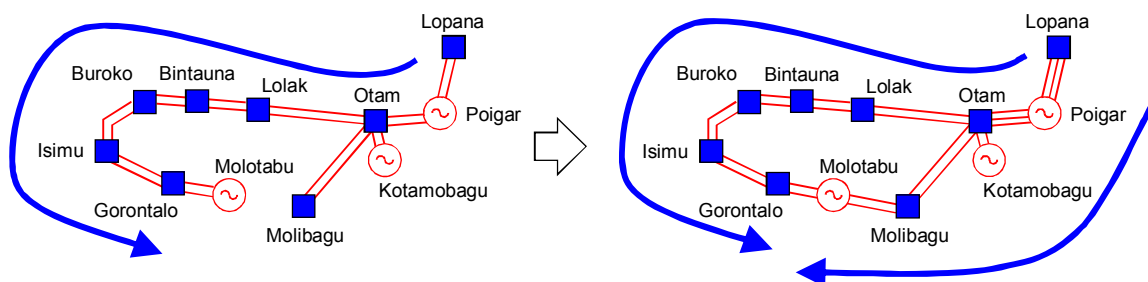 Lopana
Buroko
Bintauna
Lolak
Otam
Poigar
Isimu
Molotabu
Kotamobagu
Gorontalo
Molibagu
Lopana
Buroko
Bintauna
Lolak
Otam
Poigar
Isimu
Molotabu
Kotamobagu
Gorontalo
Molibagu